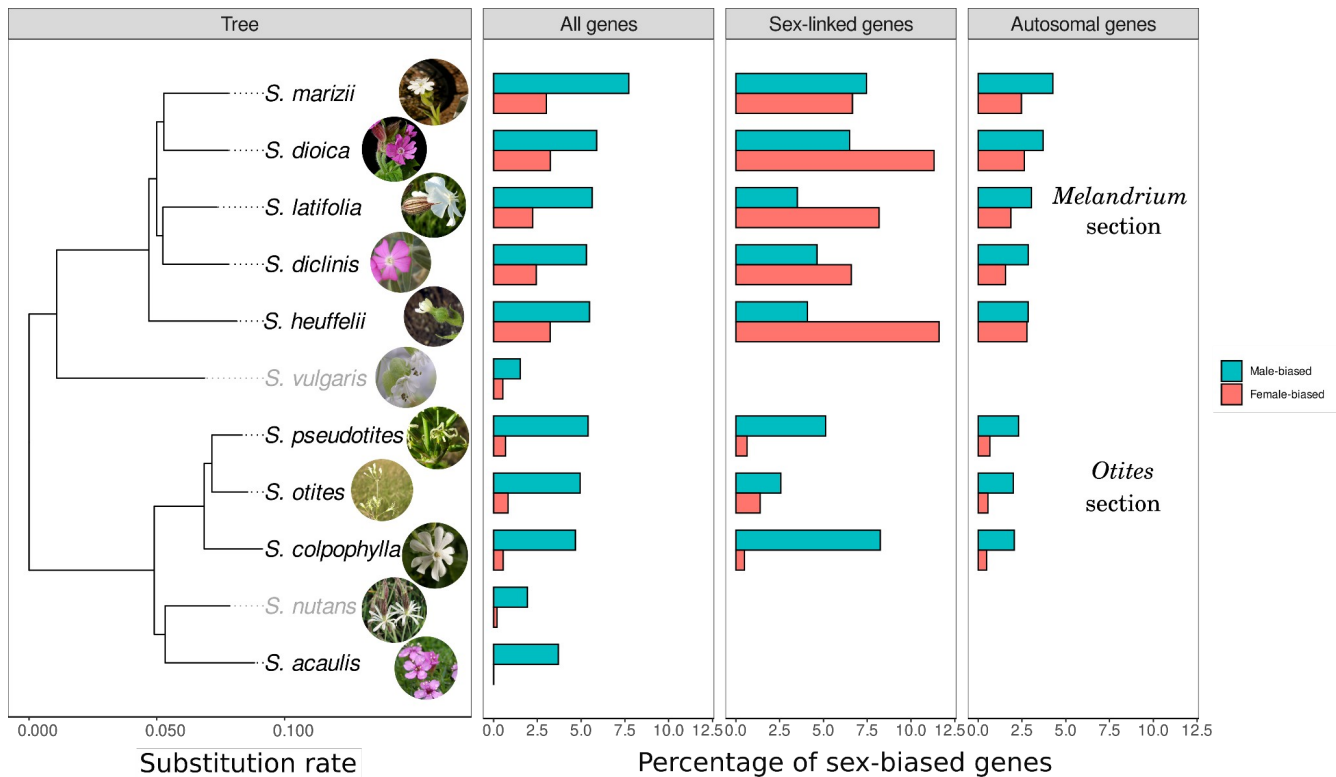 Tree
All genes
Sex-linked genes
Autosomal genes
S. marizii
S. dioica
S. latifolia
S. diclinis
S. heuffelii
S. vulgaris
S. pseudotites
S. otites
S. colpophylla
S. nutans
S. acaulis
Melandrium
section
Otites
section
Male-biased
Female-biased
0.000 0.050 0.100
0.0 2.5 5.0 7.5 10.0 12.5
0.0 2.5 5.0 7.5 10.0 12.5
0.0 2.5 5.0 7.5 10.0 12.5
Substitution rate
Percentage of sex-biased genes